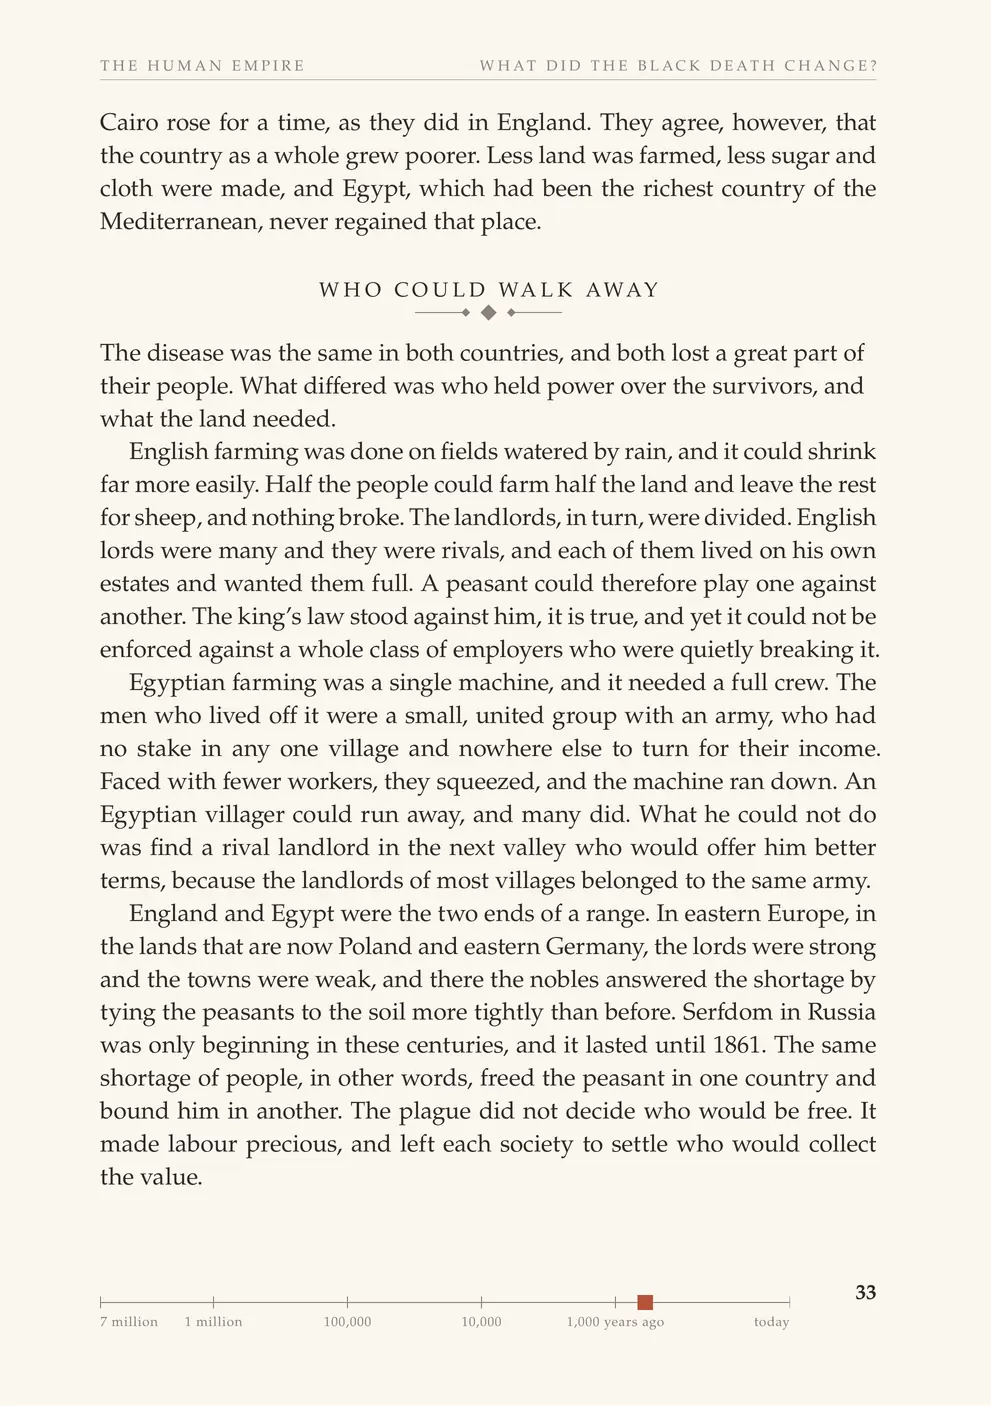 THE HUMAN EMPIRE
WHAT DID THE BLACK DEATH CHANGE?
Cairo rose for a time, as they did in England. They agree, however, that
the country as a whole grew poorer. Less land was farmed, less sugar and
cloth were made, and Egypt, which had been the richest country of the
Mediterranean, never regained that place.
WHO COULD WALK AWAY
The disease was the same in both countries, and both lost a great part of
their people. What differed was who held power over the survivors, and
what the land needed.
English farming was done on fields watered by rain, and it could shrink
far more easily. Half the people could farm half the land and leave the rest
for sheep, and nothing broke. The landlords, in turn, were divided. English
lords were many and they were rivals, and each of them lived on his own
estates and wanted them full. A peasant could therefore play one against
another. The king’s law stood against him, it is true, and yet it could not be
enforced against a whole class of employers who were quietly breaking it.
Egyptian farming was a single machine, and it needed a full crew. The
men who lived off it were a small, united group with an army, who had
no stake in any one village and nowhere else to turn for their income.
Faced with fewer workers, they squeezed, and the machine ran down. An
Egyptian villager could run away, and many did. What he could not do
was find a rival landlord in the next valley who would offer him better
terms, because the landlords of most villages belonged to the same army.
England and Egypt were the two ends of a range. In eastern Europe, in
the lands that are now Poland and eastern Germany, the lords were strong
and the towns were weak, and there the nobles answered the shortage by
tying the peasants to the soil more tightly than before. Serfdom in Russia
was only beginning in these centuries, and it lasted until 1861. The same
shortage of people, in other words, freed the peasant in one country and
bound him in another. The plague did not decide who would be free. It
made labour precious, and left each society to settle who would collect
the value.
33
7 million 1 million 100,000 10,000 1,000 years ago today